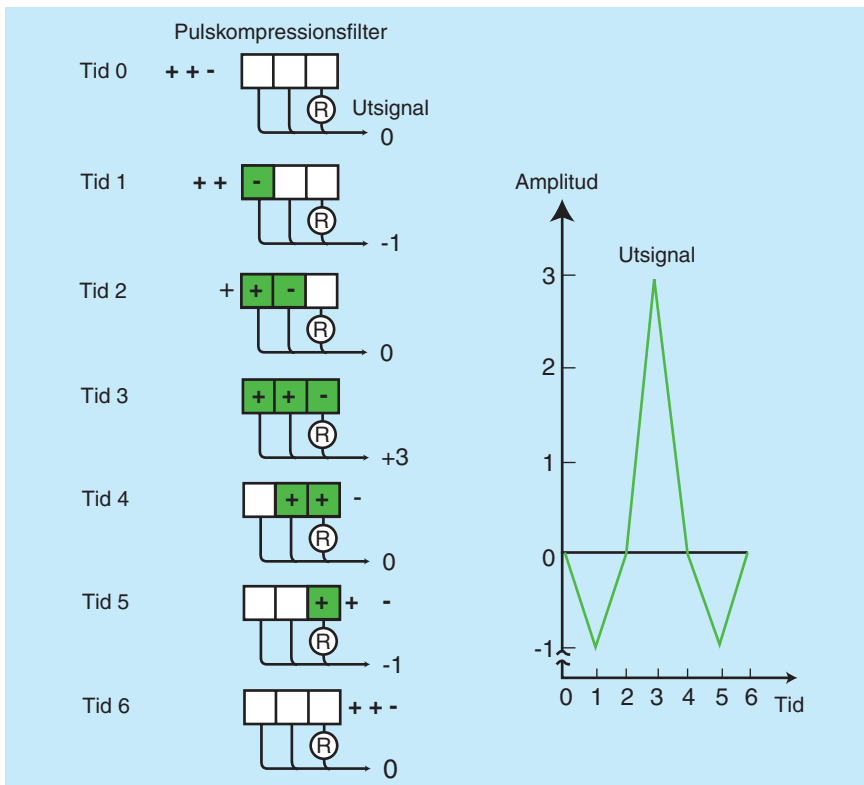 Pulskompressionsfilter
Tid 0 + + -
R Utsignal
0
Tid 1 + + -
R
-1
Tid 2 + + -
R
0
Tid 3 + + -
R
+3
Tid 4 + + -
R
0
Tid 5 + + -
R
-1
Tid 6 + + -
R
0
Amplitud
Utsignal
3
2
1
0
-1
0 1 2 3 4 5 6 Tid